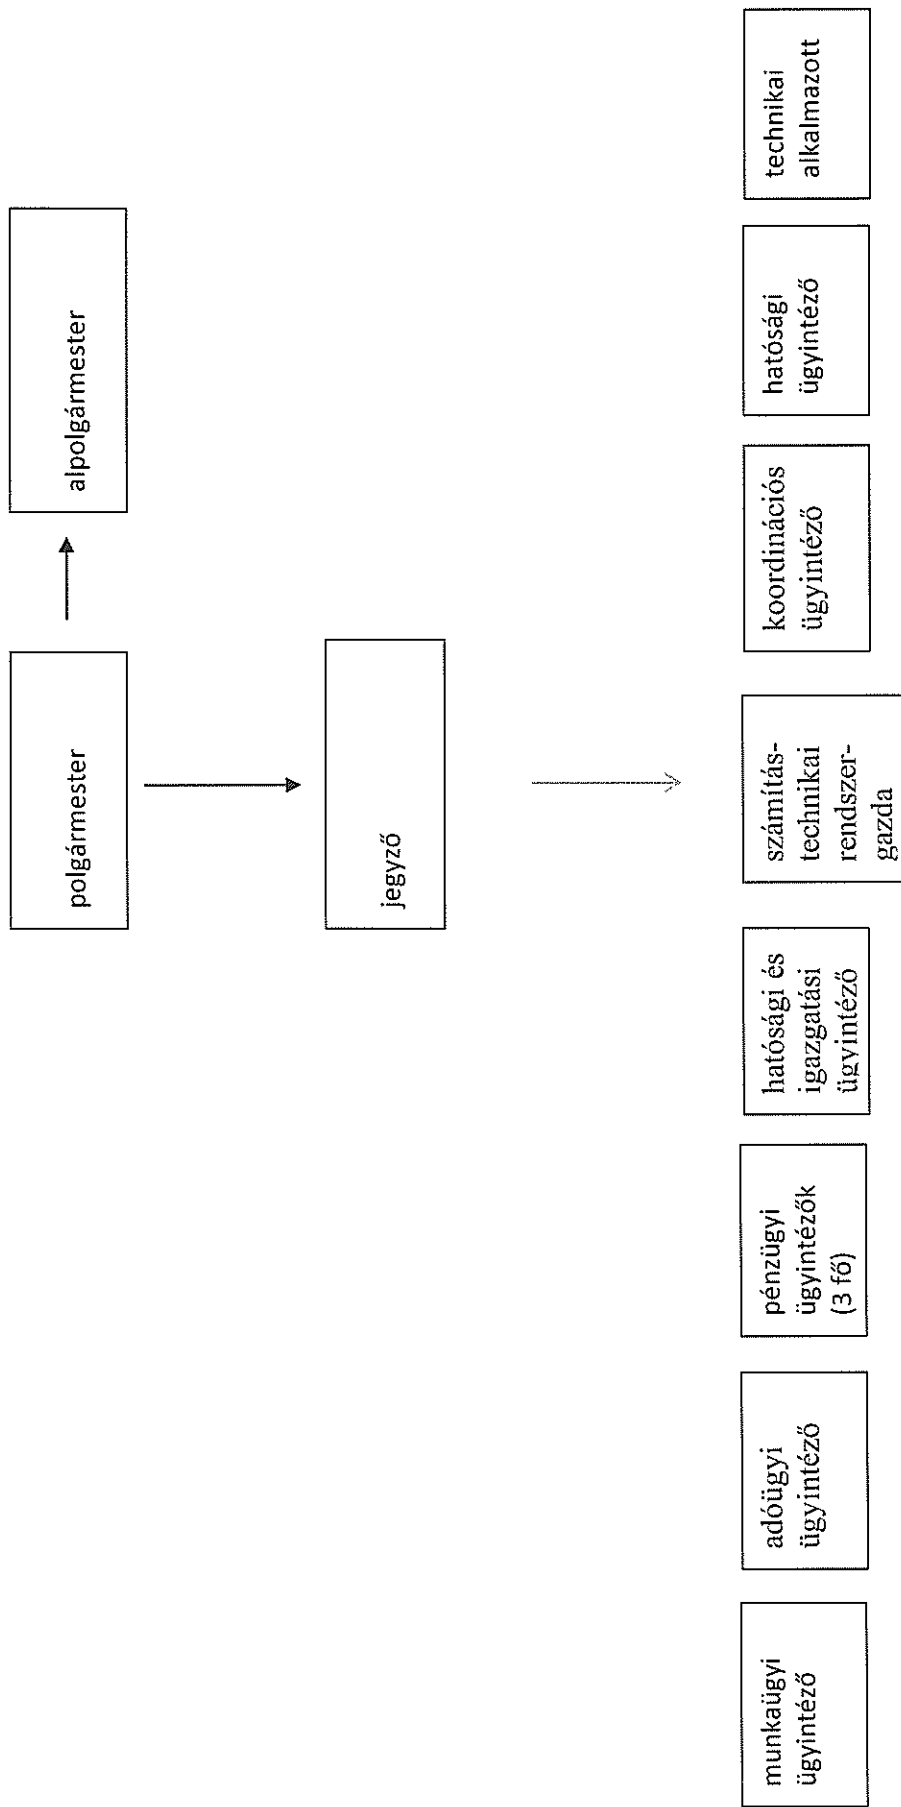 polgármester
alpolgármester
jegyző
munkaügyi
ügyintéző
adóügyi
ügyintéző
pénzügyi
ügyintézők
(3 fő)
hatósági és
igazgatási
ügyintéző
számítás-
technikai
rendszer-
gazda
koordinációs
ügyintéző
hatósági
ügyintéző
technikai
alkalmazott